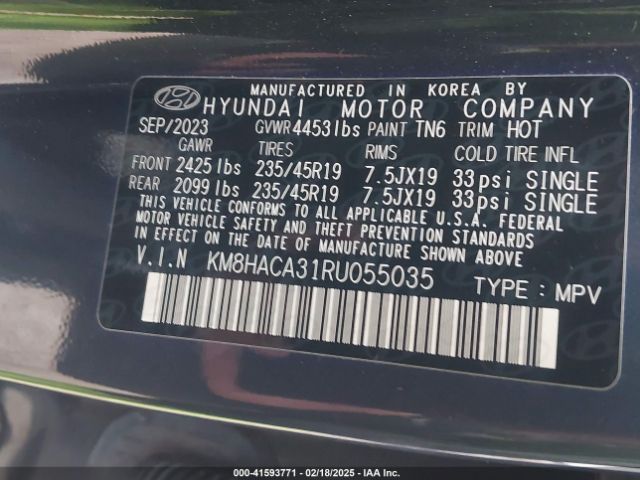 MANUFACTURED IN KOREA BY
HYUNDAI MOTOR COMPANY
SEP/2023 GVWR 4453lbs PAINT TN6 TRIM HOT
GAWR TIRES RIMS COLD TIRE INFL
FRONT 2425lbs 235/45R19 7.5JX19 33psi SINGLE
REAR 2099lbs 235/45R19 7.5JX19 33psi SINGLE
THIS VEHICLE CONFORMS TO ALL APPLICABLE U.S.A. FEDERAL
MOTOR VEHICLE SAFETY, BUMPER, AND THEFT PREVENTION STANDARDS
IN EFFECT ON THE DATE OF MANUFACTURE SHOWN ABOVE
V.I.N KM8HACA31RU055035 TYPE : MPV
000-41593771 - 02/18/2025 - IAA Inc.